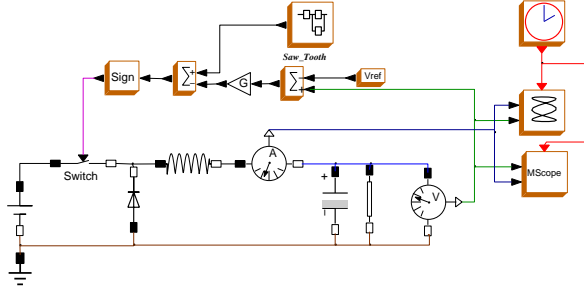 Saw_Tooth
Sign
Σ+
-
G
Σ-
+
Vref
A
Switch
MScope
+
-
V